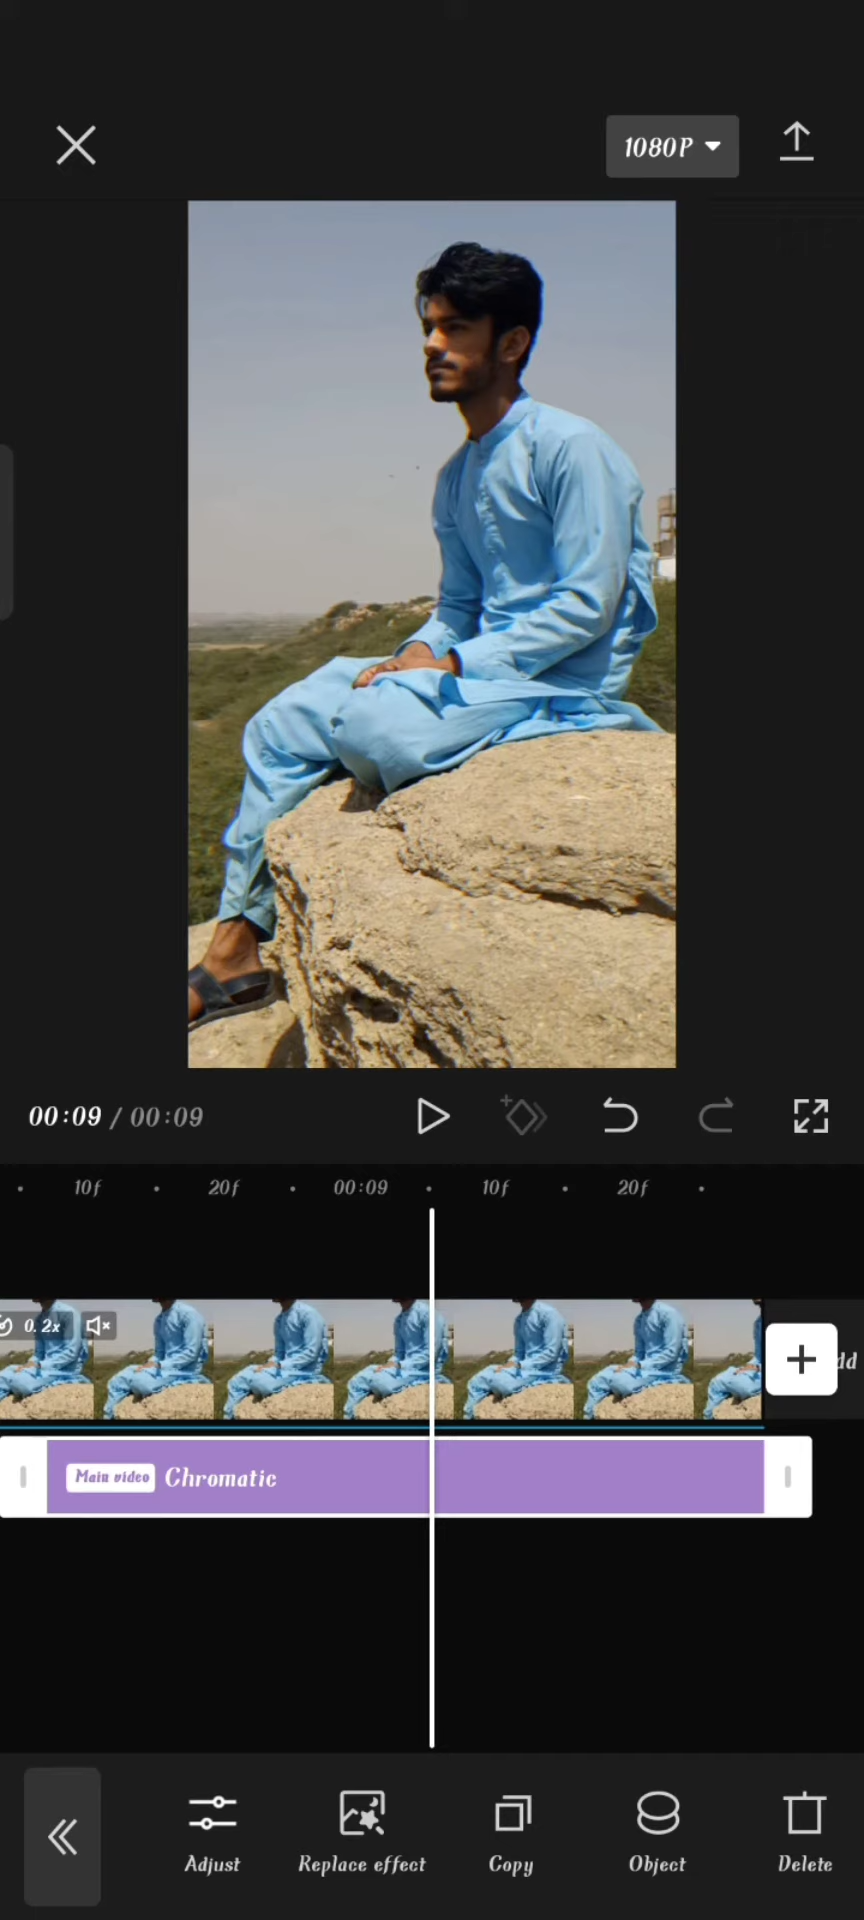 1080P
00:09 / 00:09
10f 20f 00:09 10f 20f
0.2x
dd
Main video Chromatic
Adjust Replace effect Copy Object Delete